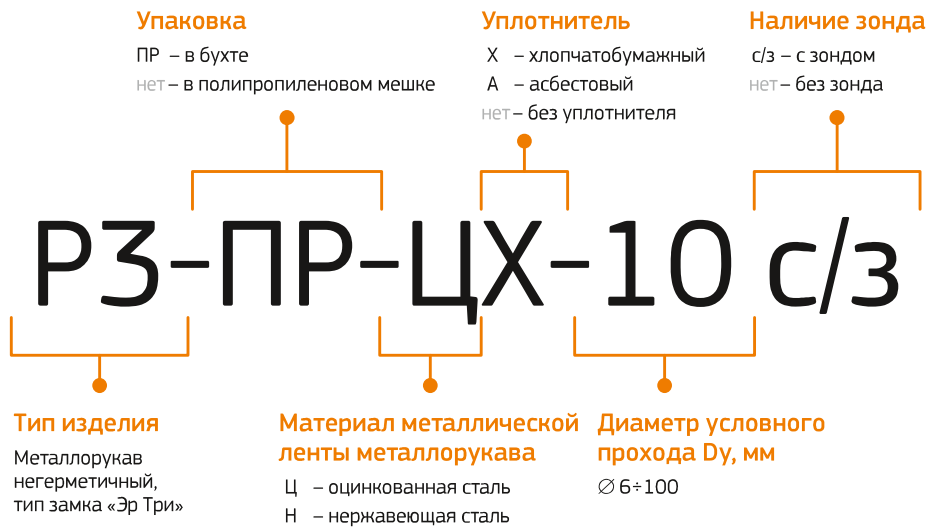 Упаковка
ПР – в бухте
нет – в полипропиленовом мешке
Уплотнитель
Х – хлопчатобумажный
А – асбестовый
нет – без уплотнителя
Наличие зонда
с/з – с зондом
нет – без зонда
РЗ-ПР-ЦХ-10 с/з
Тип изделия
Металлорукав
негерметичный,
тип замка «Эр Три»
Материал металлической
ленты металлорукава
Ц – оцинкованная сталь
Н – нержавеющая сталь
Диаметр условного
прохода Dу, мм
∅ 6÷100